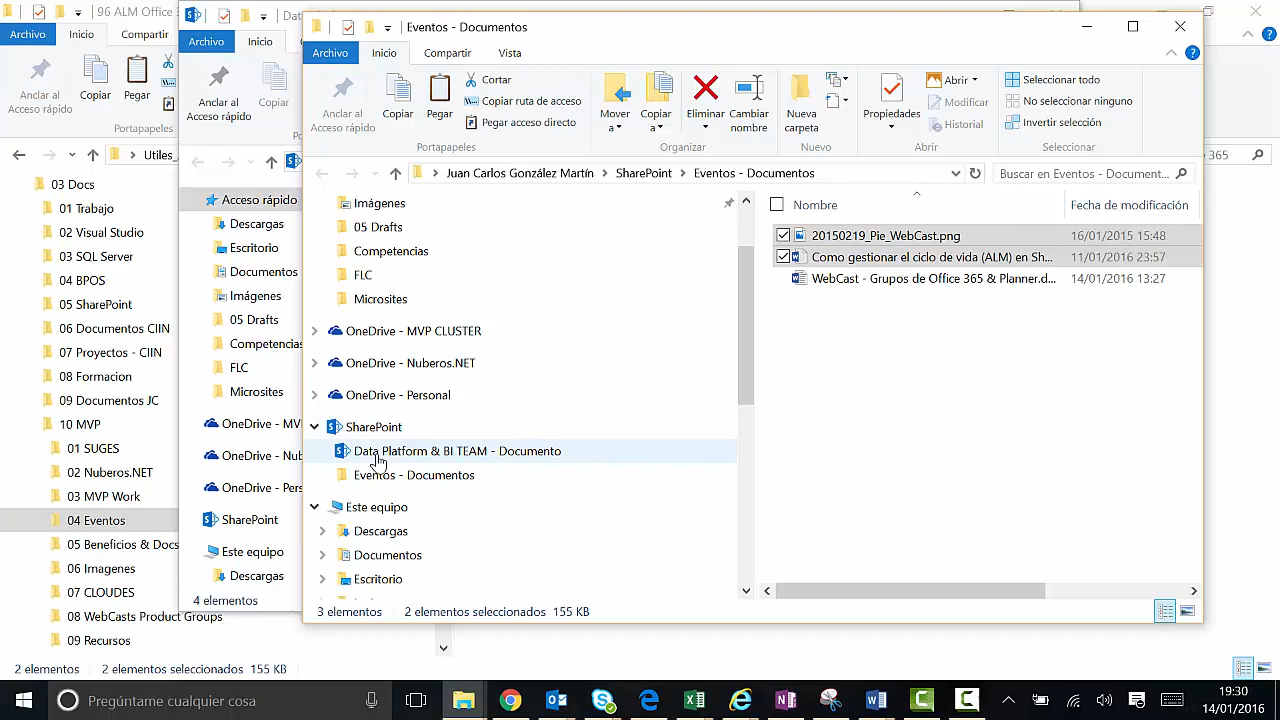 96 ALM Office
Archivo
Inicio
Compartir
Anclar al
Acceso rápido
Copiar
Pegar
Portapapeles
Utiles_
03 Docs
01 Trabajo
02 Visual Studio
03 SQL Server
04 BPOS
05 SharePoint
06 Documentos CIIN
07 Proyectos - CIIN
08 Formacion
09 Documentos JC
10 MVP
01 SUGES
02 Nuberos.NET
03 MVP Work
04 Eventos
05 Beneficios & Docs
06 Imagenes
07 CLOUDES
08 WebCasts Product Groups
09 Recursos
2 elementos
2 elementos seleccionados 155 KB
365
Archivo
Inicio
Anclar al
Acceso rápido
Copiar
Acceso rápido
Descargas
Escritorio
Documentos
Imágenes
05 Drafts
Competencias
FLC
Microsites
OneDrive - MV
OneDrive - Nub
OneDrive - Pers
SharePoint
Este equipo
Descargas
4 elementos
Eventos - Documentos
Archivo
Inicio
Compartir
Vista
Anclar al
Acceso rápido
Copiar
Pegar
Cortar
Copiar ruta de acceso
Pegar acceso directo
Portapapeles
Mover
a
Copiar
a
Eliminar
Cambiar
nombre
Organizar
Nueva
carpeta
Nuevo
Propiedades
Abrir
Modificar
Historial
Abrir
Seleccionar todo
No seleccionar ninguno
Invertir selección
Seleccionar
Juan Carlos González Martín > SharePoint > Eventos - Documentos
Buscar en Eventos - Document...
Imágenes
05 Drafts
Competencias
FLC
Microsites
OneDrive - MVP CLUSTER
OneDrive - Nuberos.NET
OneDrive - Personal
SharePoint
Data Platform & BI TEAM - Documento
Eventos - Documentos
Este equipo
Descargas
Documentos
Escritorio
Nombre
Fecha de modificación
20150219_Pie_WebCast.png
16/01/2015 15:48
Como gestionar el ciclo de vida (ALM) en Sh...
11/01/2016 23:57
WebCast - Grupos de Office 365 & Planner.d...
14/01/2016 13:27
3 elementos
2 elementos seleccionados 155 KB
Pregúntame cualquier cosa
19:30
14/01/2016